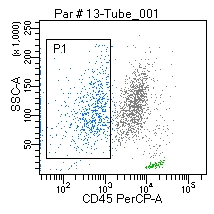 Par # 13-Tube_001
(x 1,000)
SSC-A
250
200
150
100
50
P1
10²
10³
10⁴
10⁵
CD45 PerCP-A